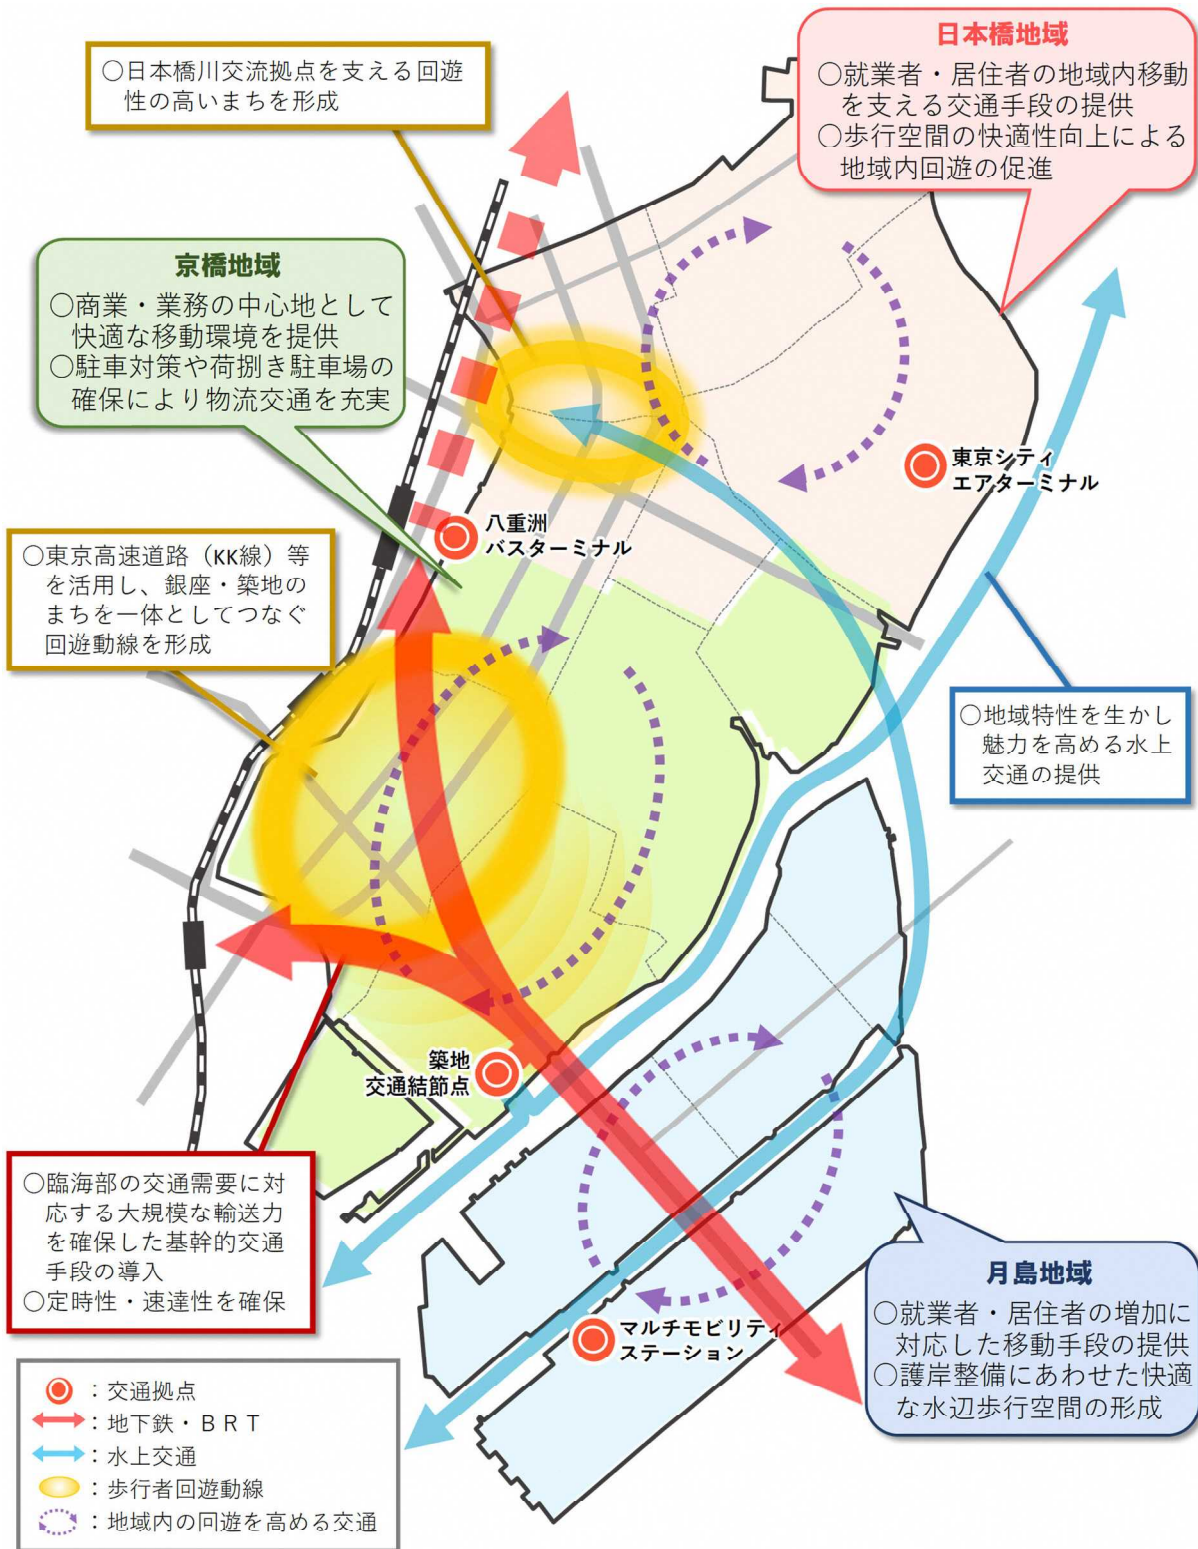 ○日本橋川交流拠点を支える回遊
性の高いまちを形成
日本橋地域
○就業者・居住者の地域内移動
を支える交通手段の提供
○歩行空間の快適性向上による
地域内回遊の促進
京橋地域
○商業・業務の中心地として
快適な移動環境を提供
○駐車対策や荷捌き駐車場の
確保により物流交通を充実
東京シティ
エアターミナル
八重洲
バスターミナル
○東京高速道路（KK線）等
を活用し、銀座・築地の
まちを一体としてつなぐ
回遊動線を形成
○地域特性を生かし
魅力を高める水上
交通の提供
築地
交通結節点
○臨海部の交通需要に対
応する大規模な輸送力
を確保した基幹的交通
手段の導入
○定時性・速達性を確保
マルチモビリティ
ステーション
月島地域
○就業者・居住者の増加に
対応した移動手段の提供
○護岸整備にあわせた快適
な水辺歩行空間の形成
：交通拠点
：地下鉄・ＢＲＴ
：水上交通
：歩行者回遊動線
：地域内の回遊を高める交通